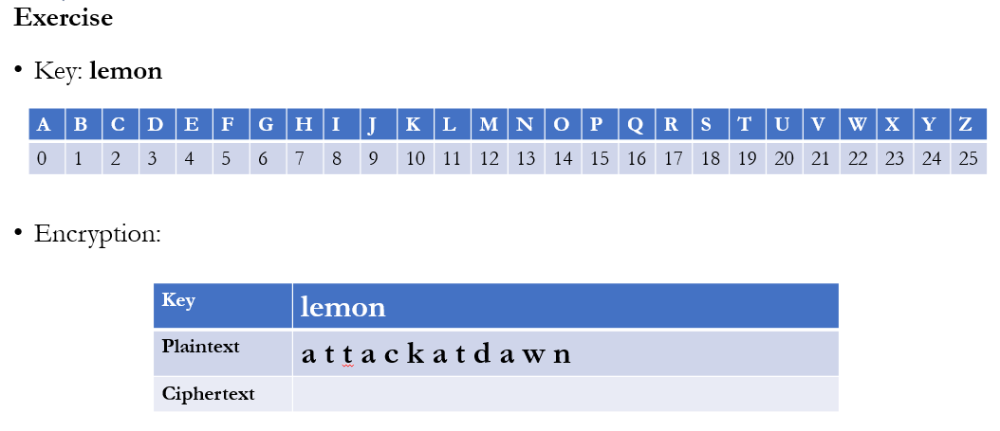 Exercise
• Key: lemon
A B C D E F G H I J K L M N O P Q R S T U V W X Y Z
0 1 2 3 4 5 6 7 8 9 10 11 12 13 14 15 16 17 18 19 20 21 22 23 24 25
• Encryption:
Key lemon
Plaintext a t t a c k a t d a w n
Ciphertext